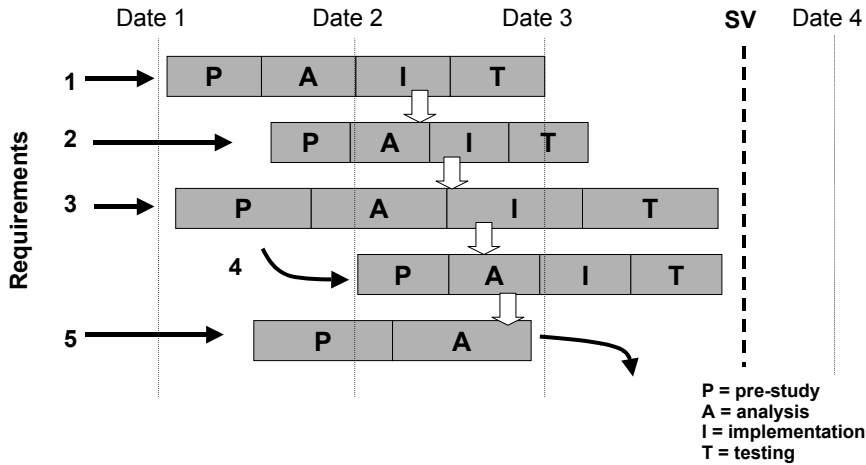 Date 1 Date 2 Date 3 SV Date 4
Requirements
1 P A I T
2 P A I T
3 P A I T
4 P A I T
5 P A
P = pre-study
A = analysis
I = implementation
T = testing